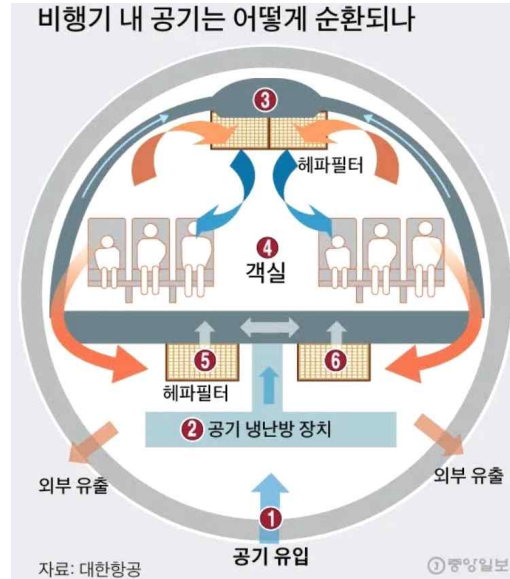 비행기 내 공기는 어떻게 순환되나
③
헤파필터
④
객실
⑤
⑥
헤파필터
② 공기 냉난방 장치
외부 유출
외부 유출
①
공기 유입
자료: 대한항공
중앙일보